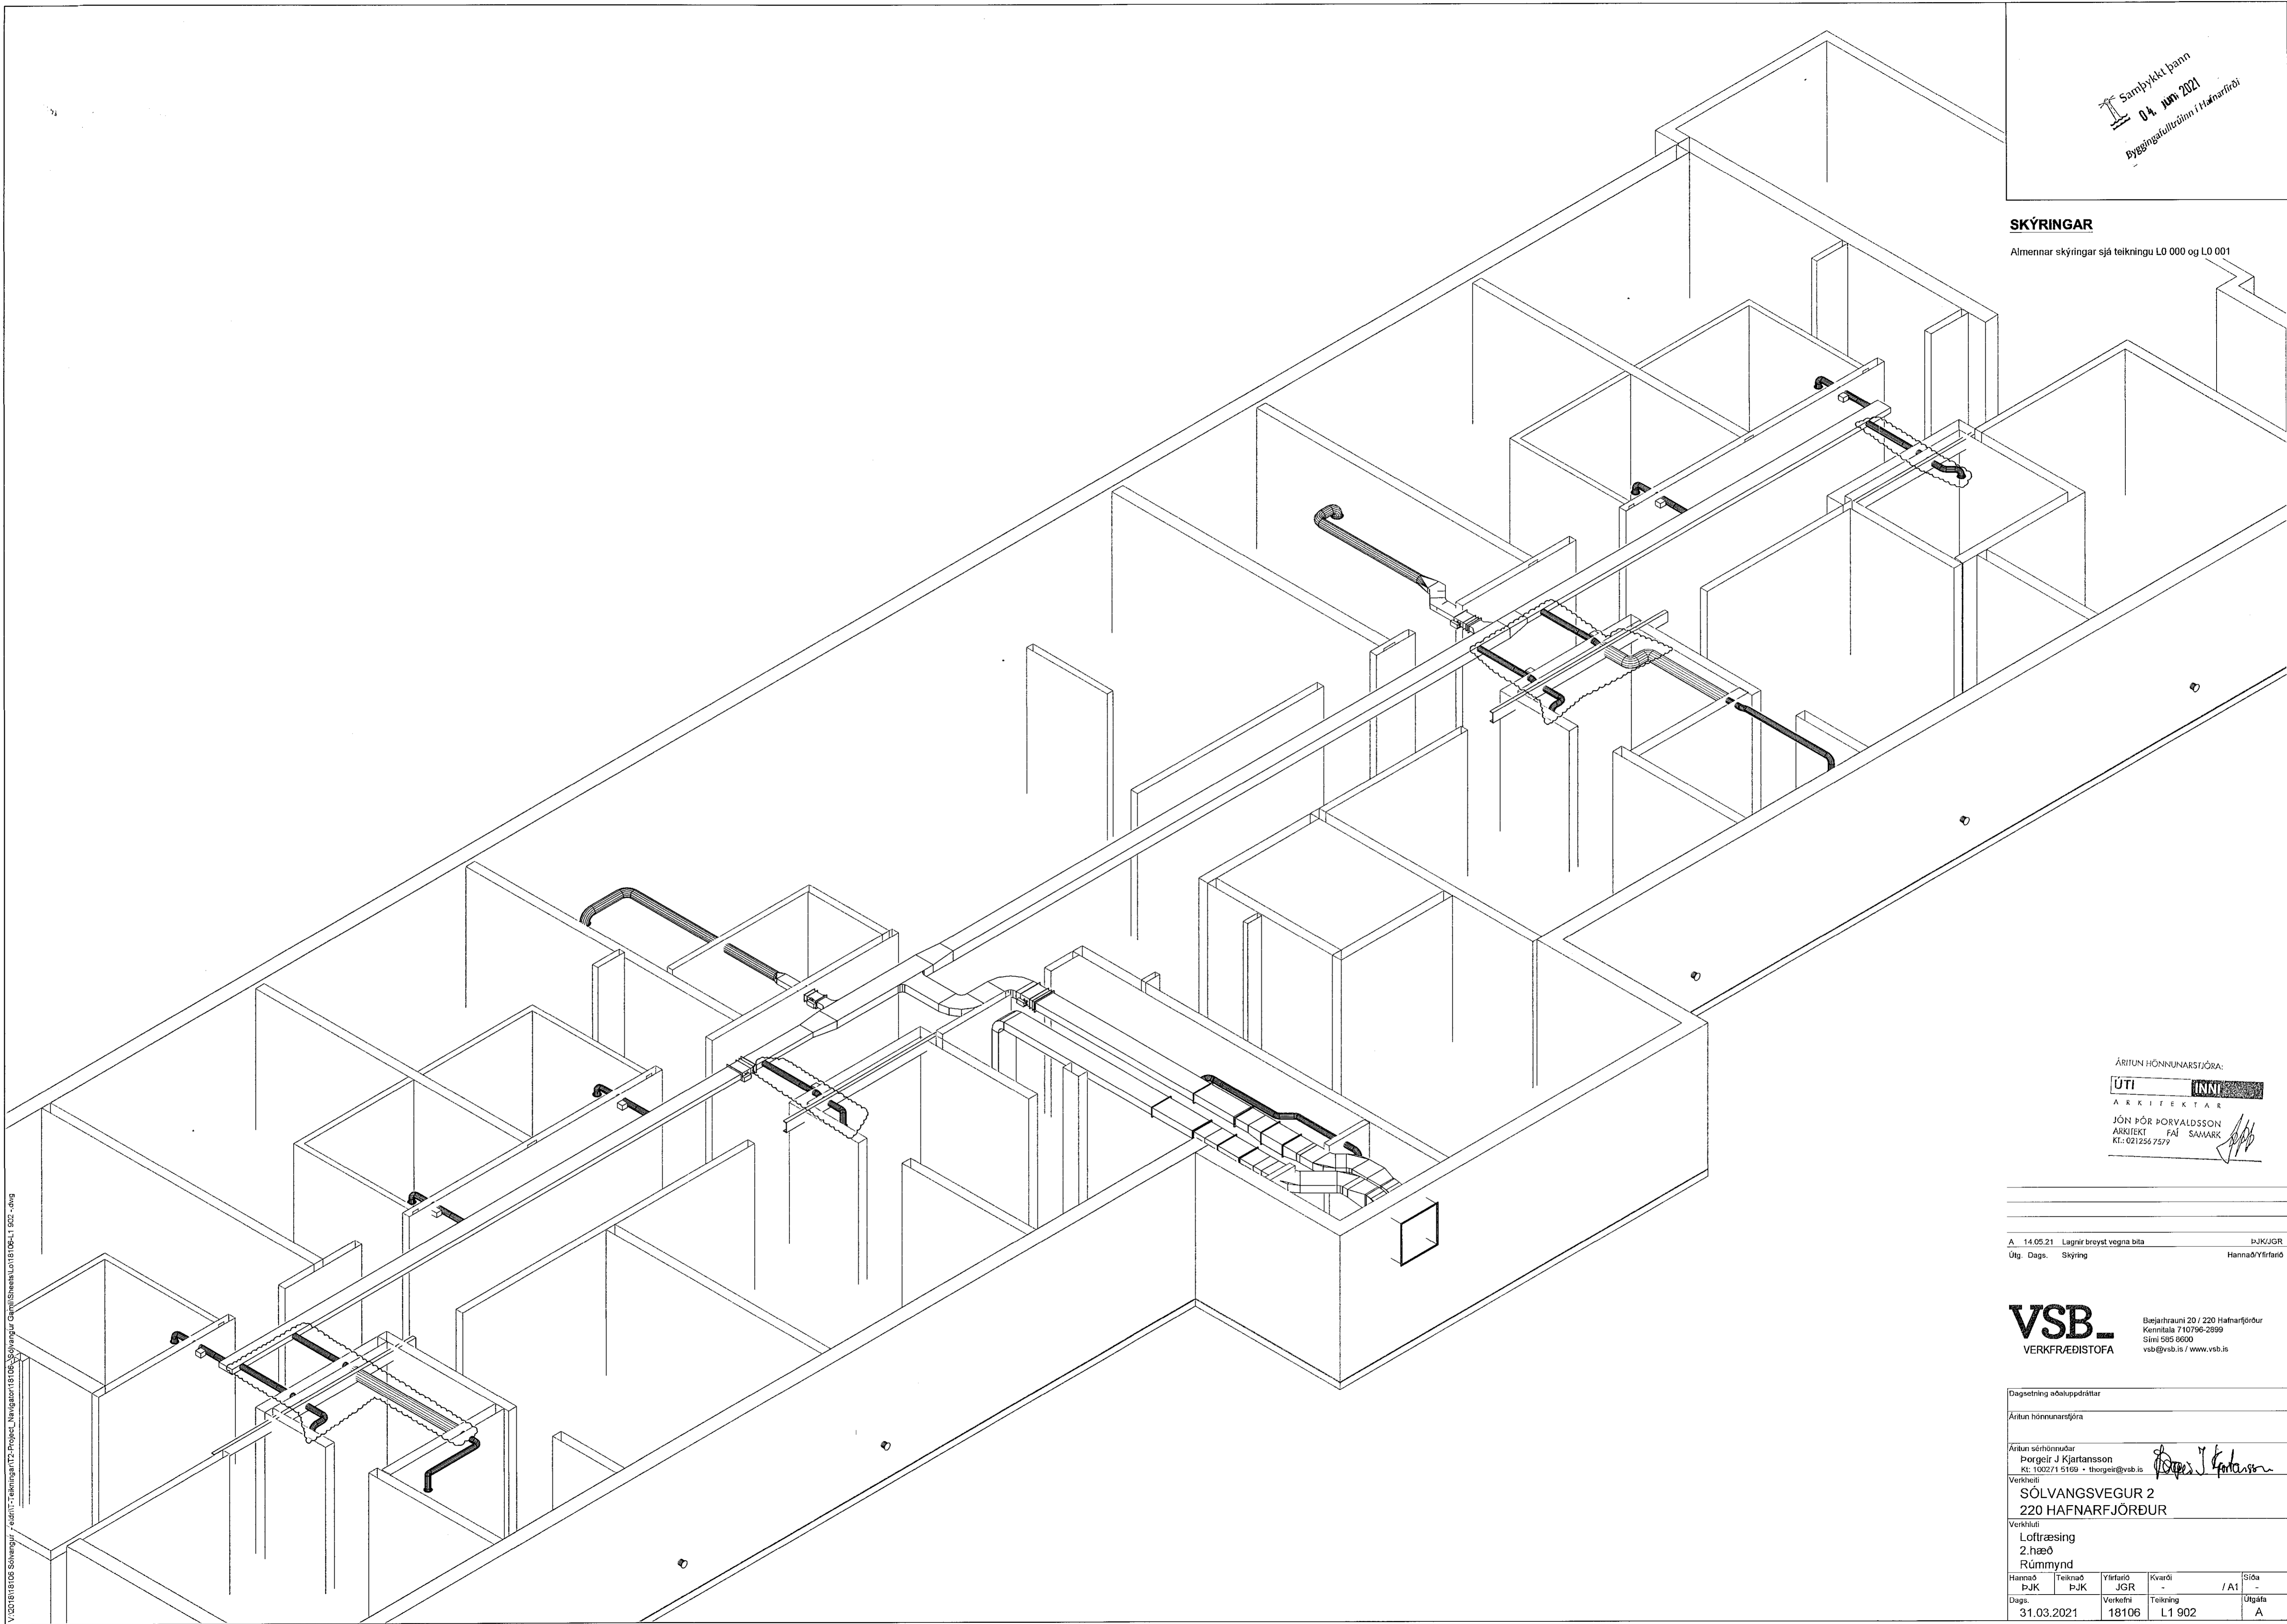 Samþykkt þann
04. júní 2021
Byggingafulltrúinn í Hafnarfirði
SKÝRINGAR
Almennar skýringar sjá teikningu L0 000 og L0 001
ÁRITUN HÖNNUNARSTJÓRA:
ÚTI INNI
ARKITEKTAR
JÓN ÞÓR ÞORVALDSSON
ARKITEKT FAÍ SAMARK
KT.: 021256 7579
A 14.05.21 Lagnir breyst vegna bita ÞJK/JGR
Útg. Dags. Skýring Hannað/Yfirfarið
VSB_
VERKFRÆÐISTOFA
Bæjarhrauni 20 / 220 Hafnarfjörður
Kennitala 710796-2899
Sími 585 8600
vsb@vsb.is / www.vsb.is
Dagsetning aðaluppdráttar
Áritun hönnunarstjóra
Áritun sérhönnuðar
Þorgeir J Kjartansson
Kt: 100271 5169 • thorgeir@vsb.is
Þorgeir J Kjartansson
Verkheiti
SÓLVANGSVEGUR 2
220 HAFNARFJÖRÐUR
Verkhluti
Loftræsing
2.hæð
Rúmmynd
Hannað Teiknað Yfirfarið Kvarði Síða
ÞJK ÞJK JGR - / A1 -
Dags. Verkefni Teikning Útgáfa
31.03.2021 18106 L1 902 A